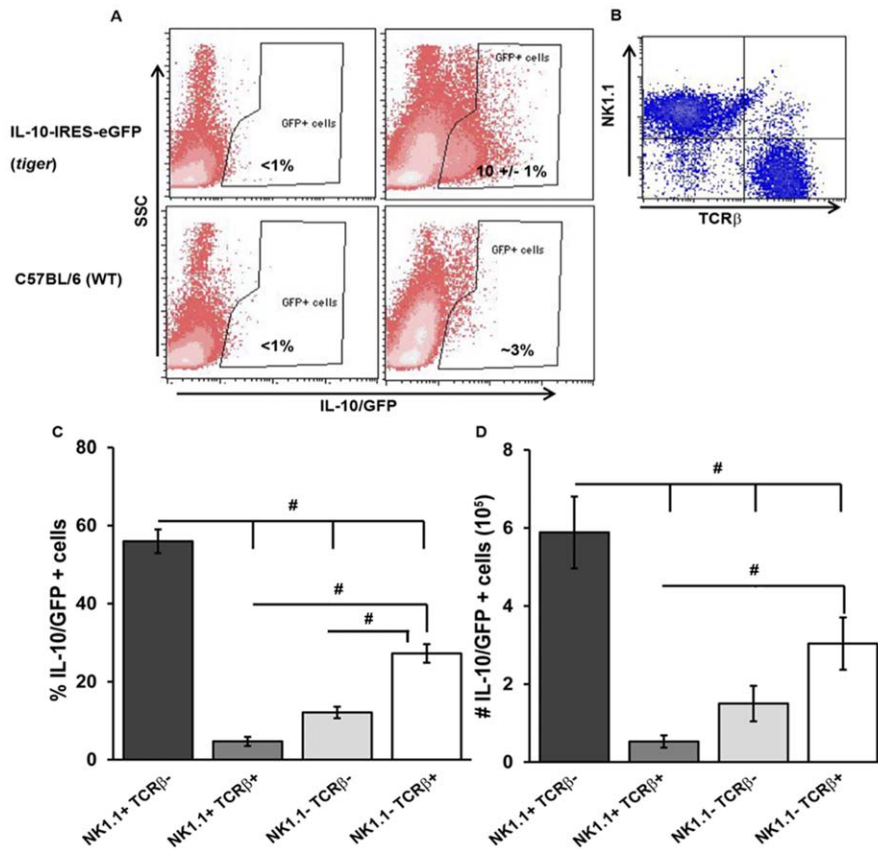 A
B
IL-10-IRES-eGFP
(tiger)
C57BL/6 (WT)
SSC
GFP+ cells
<1%
GFP+ cells
10 +/- 1%
GFP+ cells
<1%
GFP+ cells
~3%
IL-10/GFP
NK1.1
TCRβ
C
% IL-10/GFP + cells
80
60
40
20
0
#
#
#
NK1.1+ TCRβ-
NK1.1+ TCRβ+
NK1.1- TCRβ-
NK1.1- TCRβ+
D
# IL-10/GFP + cells (10⁵)
8
6
4
2
0
#
#
NK1.1+ TCRβ-
NK1.1+ TCRβ+
NK1.1- TCRβ-
NK1.1- TCRβ+